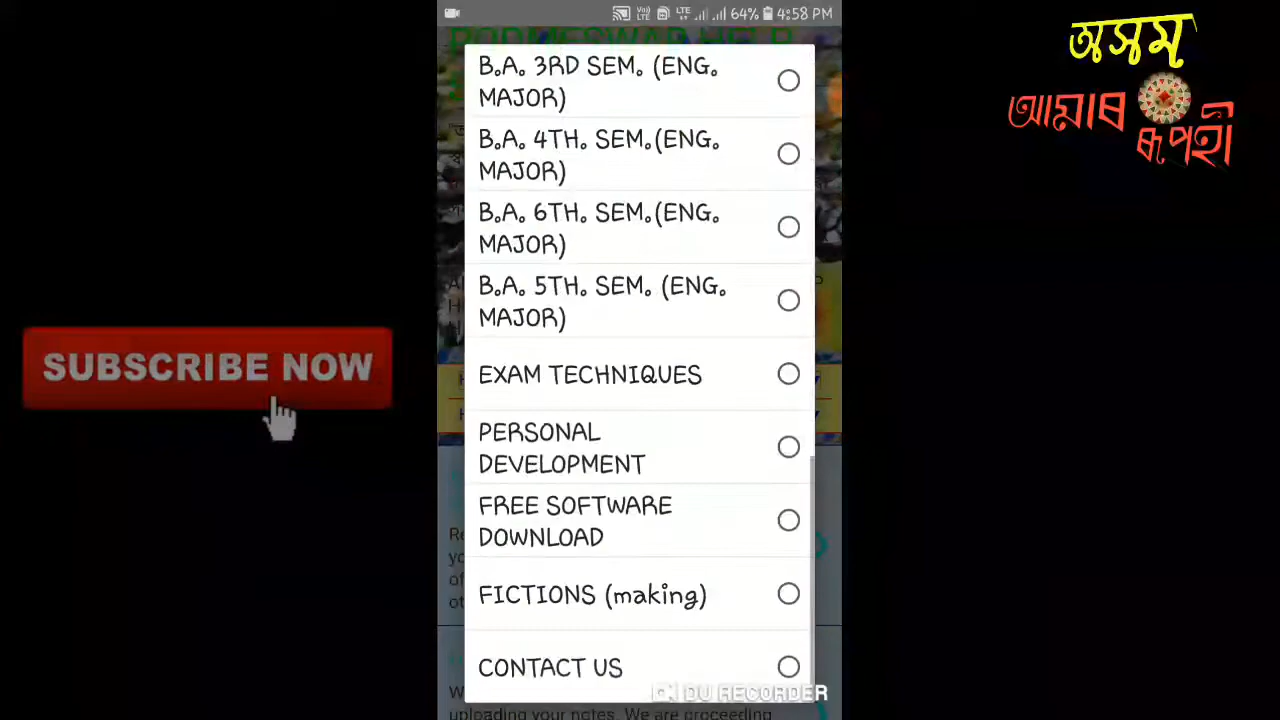 LTE 64% 4:58 PM
অসম
আমাৰ
ৰূপহী
B.A. 3RD SEM. (ENG.
MAJOR)
B.A. 4TH. SEM.(ENG.
MAJOR)
B.A. 6TH. SEM.(ENG.
MAJOR)
B.A. 5TH. SEM. (ENG.
MAJOR)
SUBSCRIBE NOW
EXAM TECHNIQUES
PERSONAL
DEVELOPMENT
FREE SOFTWARE
DOWNLOAD
FICTIONS (making)
CONTACT US
DU RECORDER
uploading your notes. We are proceeding